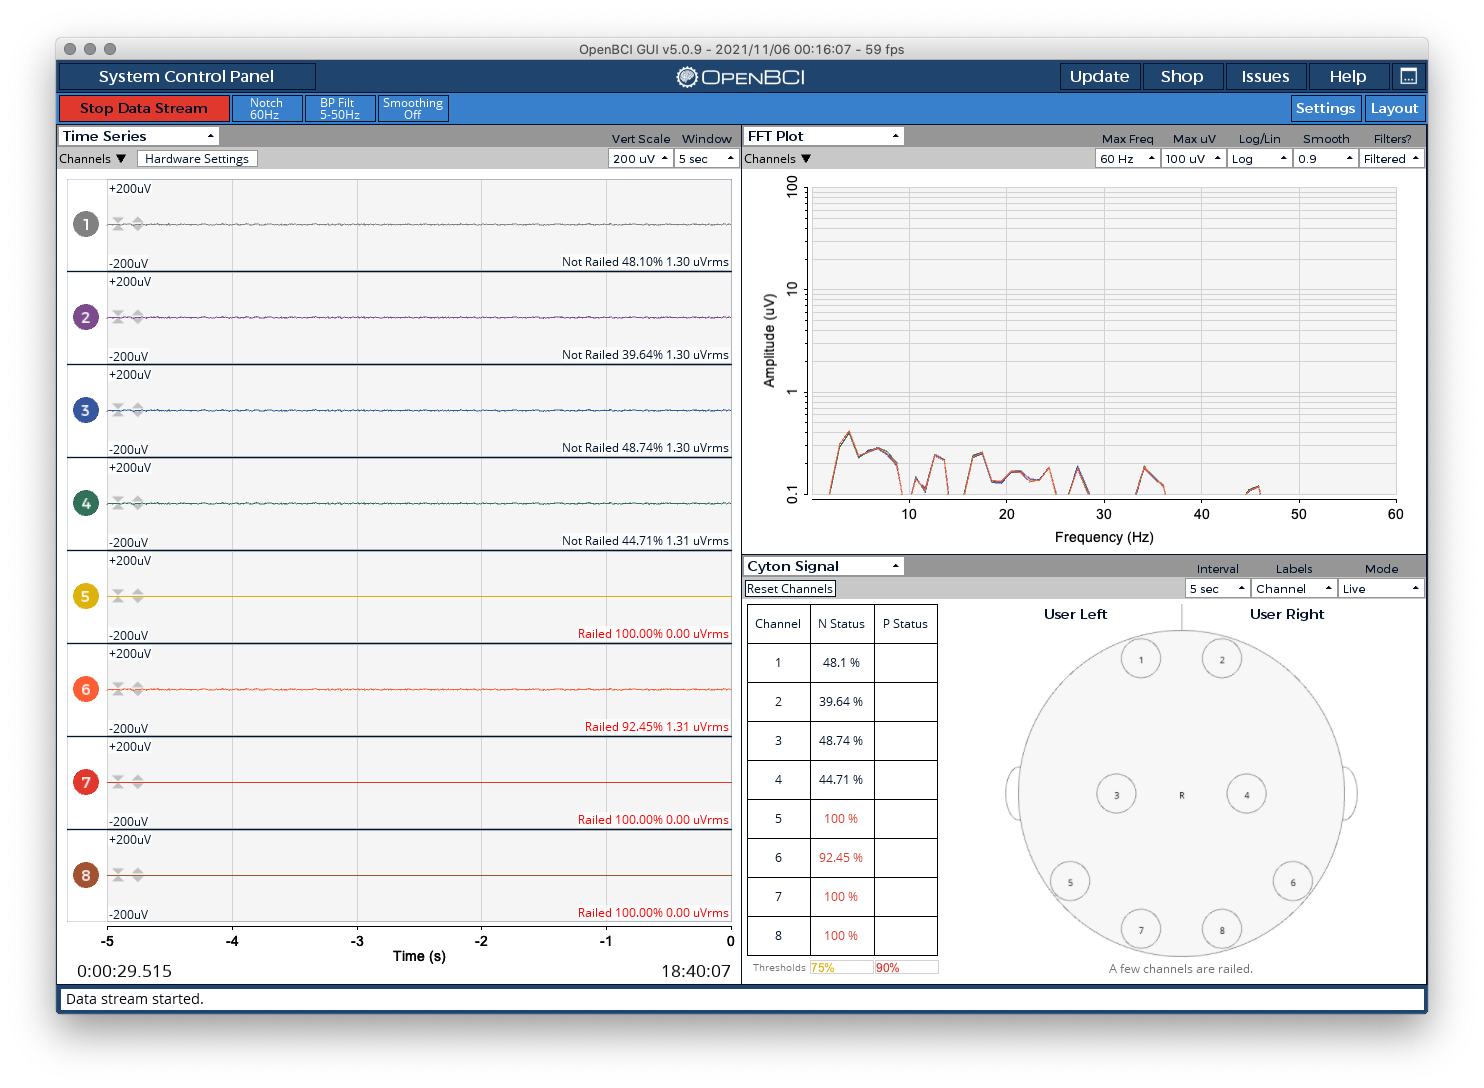 OpenBCI GUI v5.0.9 - 2021/11/06 00:16:07 - 59 fps
System Control Panel
OPENBCI
Update
Shop
Issues
Help
Stop Data Stream
Notch
60Hz
BP Filt
5-50Hz
Smoothing
Off
Settings
Layout
Time Series
Vert Scale
Window
Channels
Hardware Settings
200 uV
5 sec
+200uV
1
-200uV
Not Railed 48.10% 1.30 uVrms
+200uV
2
-200uV
Not Railed 39.64% 1.30 uVrms
+200uV
3
-200uV
Not Railed 48.74% 1.30 uVrms
+200uV
4
-200uV
Not Railed 44.71% 1.31 uVrms
+200uV
5
-200uV
Railed 100.00% 0.00 uVrms
+200uV
6
-200uV
Railed 92.45% 1.31 uVrms
+200uV
7
-200uV
Railed 100.00% 0.00 uVrms
+200uV
8
-200uV
Railed 100.00% 0.00 uVrms
-5 -4 -3 -2 -1 0
Time (s)
0:00:29.515
18:40:07
FFT Plot
Max Freq
Max uV
Log/Lin
Smooth
Filters?
Channels
60 Hz
100 uV
Log
0.9
Filtered
100
10
1
0.1
Amplitude (uV)
10 20 30 40 50 60
Frequency (Hz)
Cyton Signal
Interval
Labels
Mode
Reset Channels
5 sec
Channel
Live
Channel N Status P Status
1 48.1 %
2 39.64 %
3 48.74 %
4 44.71 %
5 100 %
6 92.45 %
7 100 %
8 100 %
Thresholds 75% 90%
User Left
User Right
1
2
3
R
4
5
6
7
8
A few channels are railed.
Data stream started.